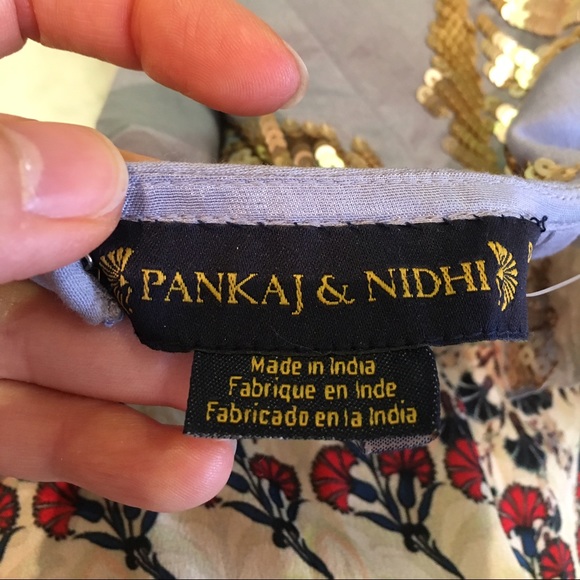 PANKAJ & NIDHI
Made in India
Fabrique en Inde
Fabricado en la India